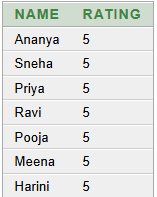 NAME RATING
Ananya 5
Sneha 5
Priya 5
Ravi 5
Pooja 5
Meena 5
Harini 5